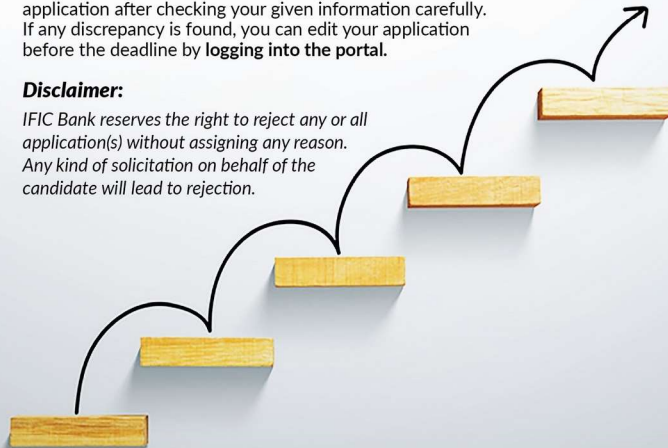 application after checking your given information carefully.
If any discrepancy is found, you can edit your application
before the deadline by logging into the portal.
Disclaimer:
IFIC Bank reserves the right to reject any or all
application(s) without assigning any reason.
Any kind of solicitation on behalf of the
candidate will lead to rejection.